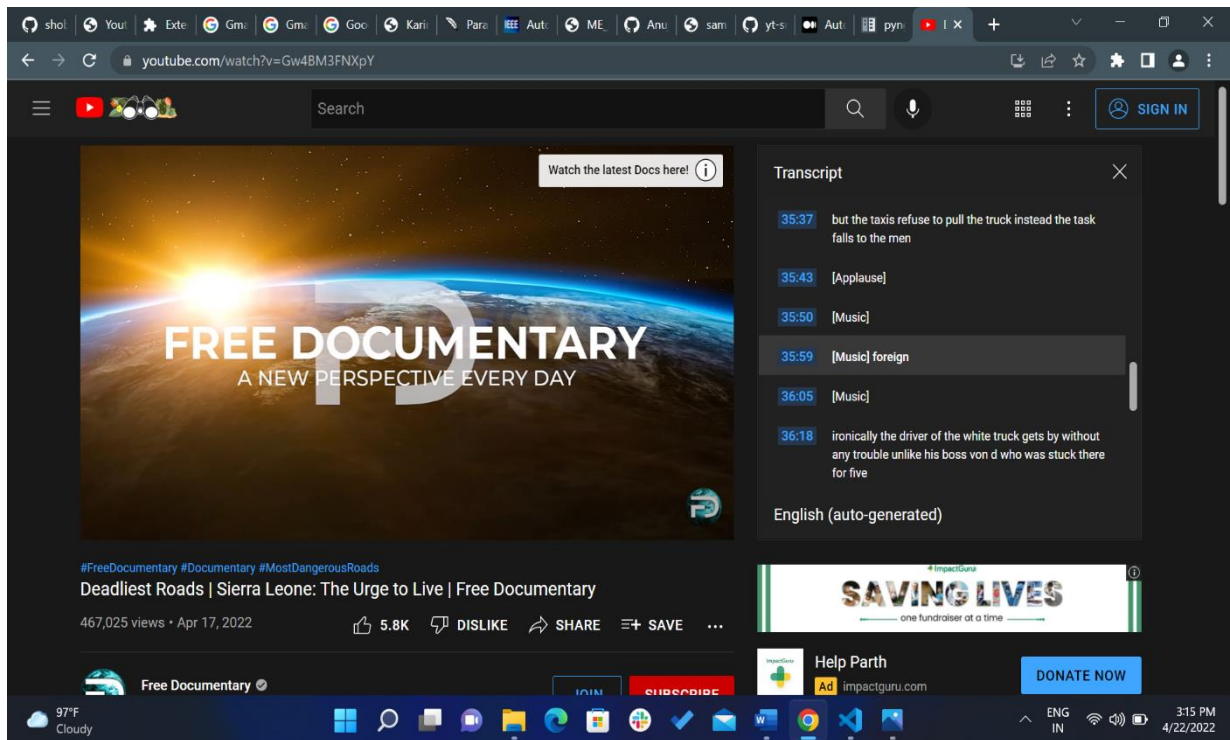 shol
Yout
Exte
Gma
Gma
Goo
Karin
Para
IEEE Auto
ME_
Anu
sam
yt-s
Auto
pyn
youtube.com/watch?v=Gw4BM3FNXpY
Search
SIGN IN
Watch the latest Docs here!
FREE DOCUMENTARY
A NEW PERSPECTIVE EVERY DAY
Transcript
35:37 but the taxis refuse to pull the truck instead the task
falls to the men
35:43 [Applause]
35:50 [Music]
35:59 [Music] foreign
36:05 [Music]
36:18 ironically the driver of the white truck gets by without
any trouble unlike his boss von d who was stuck there
for five
English (auto-generated)
#FreeDocumentary #Documentary #MostDangerousRoads
Deadliest Roads | Sierra Leone: The Urge to Live | Free Documentary
467,025 views • Apr 17, 2022
5.8K DISLIKE SHARE SAVE
Free Documentary
JOIN SUBSCRIBE
ImpactGuru
SAVING LIVES
one fundraiser at a time
ImpactGuru
Help Parth
Ad impactguru.com
DONATE NOW
97°F
Cloudy
ENG
IN
3:15 PM
4/22/2022